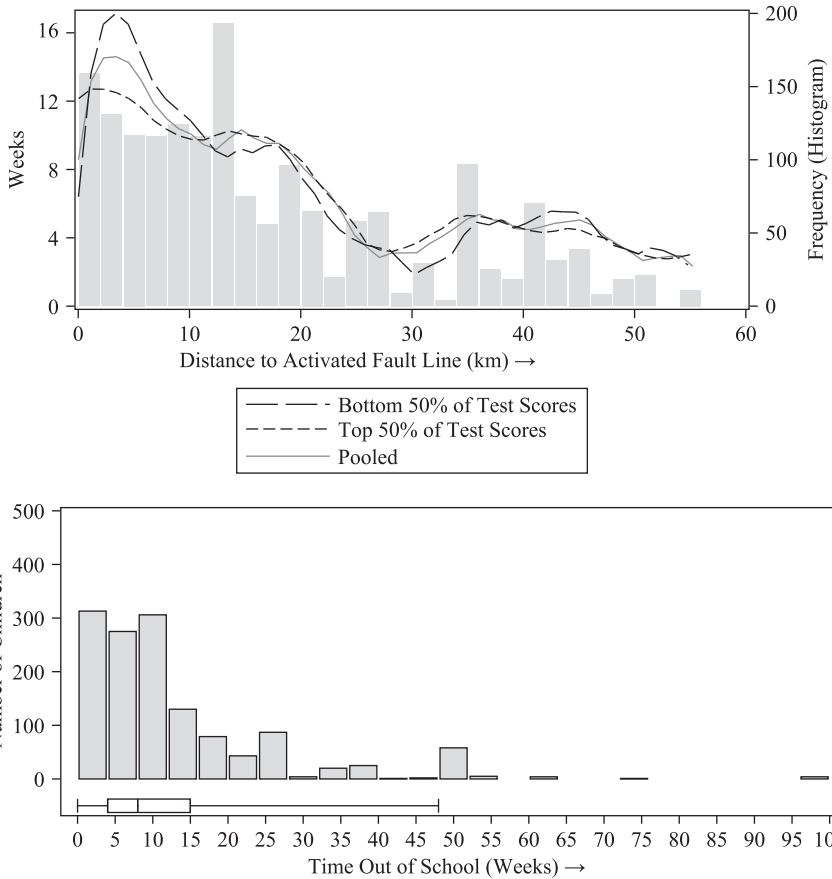 16
12
8
4
0
Weeks
200
150
100
50
0
Frequency (Histogram)
0 10 20 30 40 50 60
Distance to Activated Fault Line (km) →
Bottom 50% of Test Scores
Top 50% of Test Scores
Pooled
500
400
300
200
100
0
0 5 10 15 20 25 30 35 40 45 50 55 60 65 70 75 80 85 90 95
Time Out of School (Weeks) →